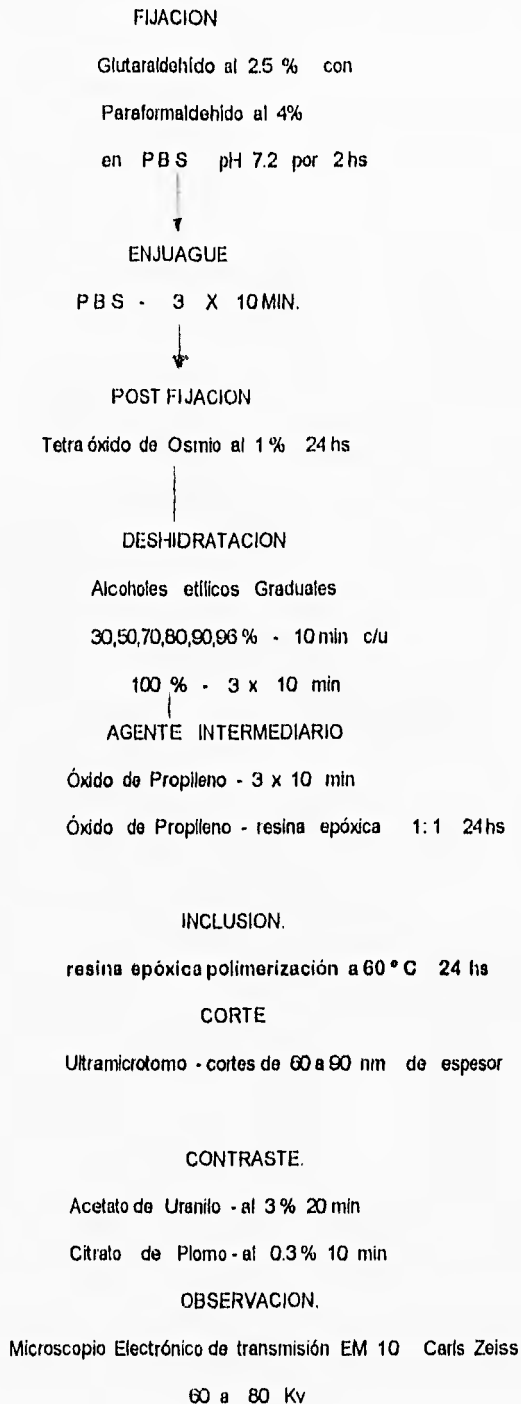 FIJACION
Glutaraldehído al 2.5 % con
Paraformaldehido al 4%
en PBS pH 7.2 por 2 hs
ENJUAGUE
PBS - 3 X 10 MIN.
POST FIJACION
Tetra óxido de Osmio al 1 % 24 hs
DESHIDRATACION
Alcoholes etílicos Graduales
30,50,70,80,90,96 % - 10 min c/u
100 % - 3 x 10 min
AGENTE INTERMEDIARIO
Óxido de Propileno - 3 x 10 min
Óxido de Propileno - resina epóxica 1: 1 24 hs
INCLUSION.
resina epóxica polimerización a 60 ° C 24 hs
CORTE
Ultramicrotomo - cortes de 60 a 90 nm de espesor
CONTRASTE.
Acetato de Uranilo - al 3 % 20 min
Citrato de Plomo - al 0.3 % 10 min
OBSERVACION.
Microscopio Electrónico de transmisión EM 10 Carls Zeiss
60 a 80 Kv